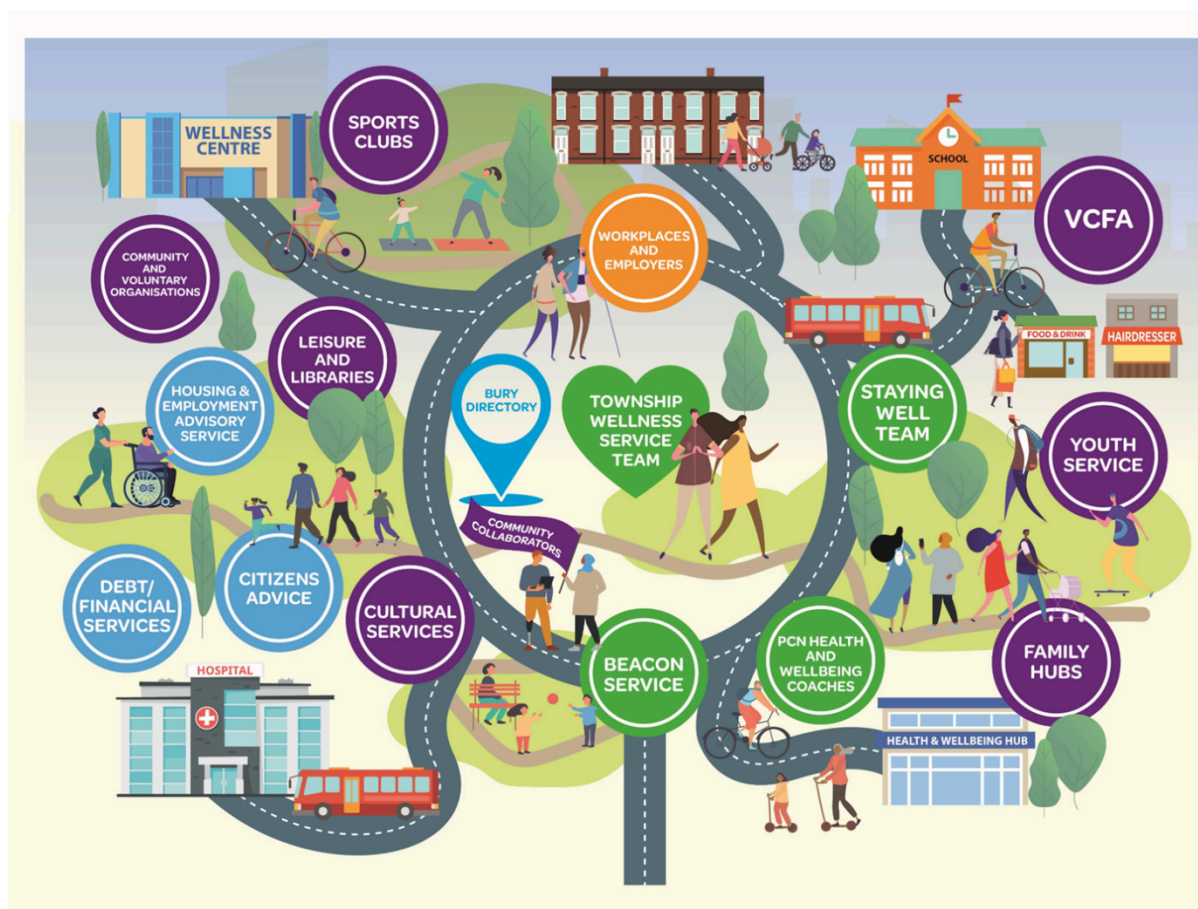 WELLNESS
CENTRE
SPORTS
CLUBS
SCHOOL
VCFA
WORKPLACES
AND
EMPLOYERS
COMMUNITY
AND
VOLUNTARY
ORGANISATIONS
LEISURE
AND
LIBRARIES
FOOD & DRINK
HAIRDRESSER
HOUSING &
EMPLOYMENT
ADVISORY
SERVICE
BURY
DIRECTORY
TOWNSHIP
WELLNESS
SERVICE
TEAM
STAYING
WELL
TEAM
YOUTH
SERVICE
COMMUNITY
COLLABORATORS
DEBT/
FINANCIAL
SERVICES
CITIZENS
ADVICE
CULTURAL
SERVICES
BEACON
SERVICE
PCN HEALTH
AND
WELLBEING
COACHES
FAMILY
HUBS
HOSPITAL
HEALTH & WELLBEING HUB